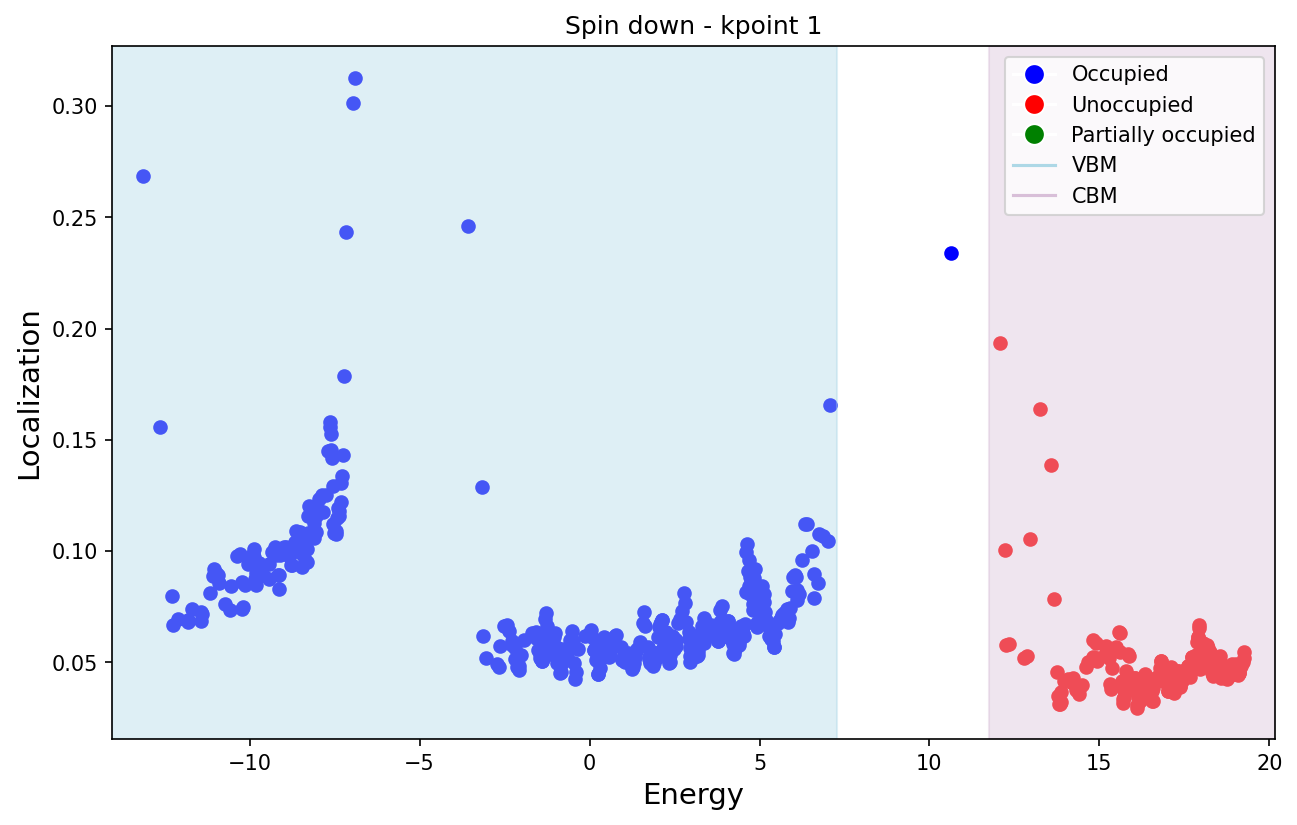 Spin down - kpoint 1
Localization
0.30
0.25
0.20
0.15
0.10
0.05
Occupied
Unoccupied
Partially occupied
VBM
CBM
−10
−5
0
5
10
15
20
Energy